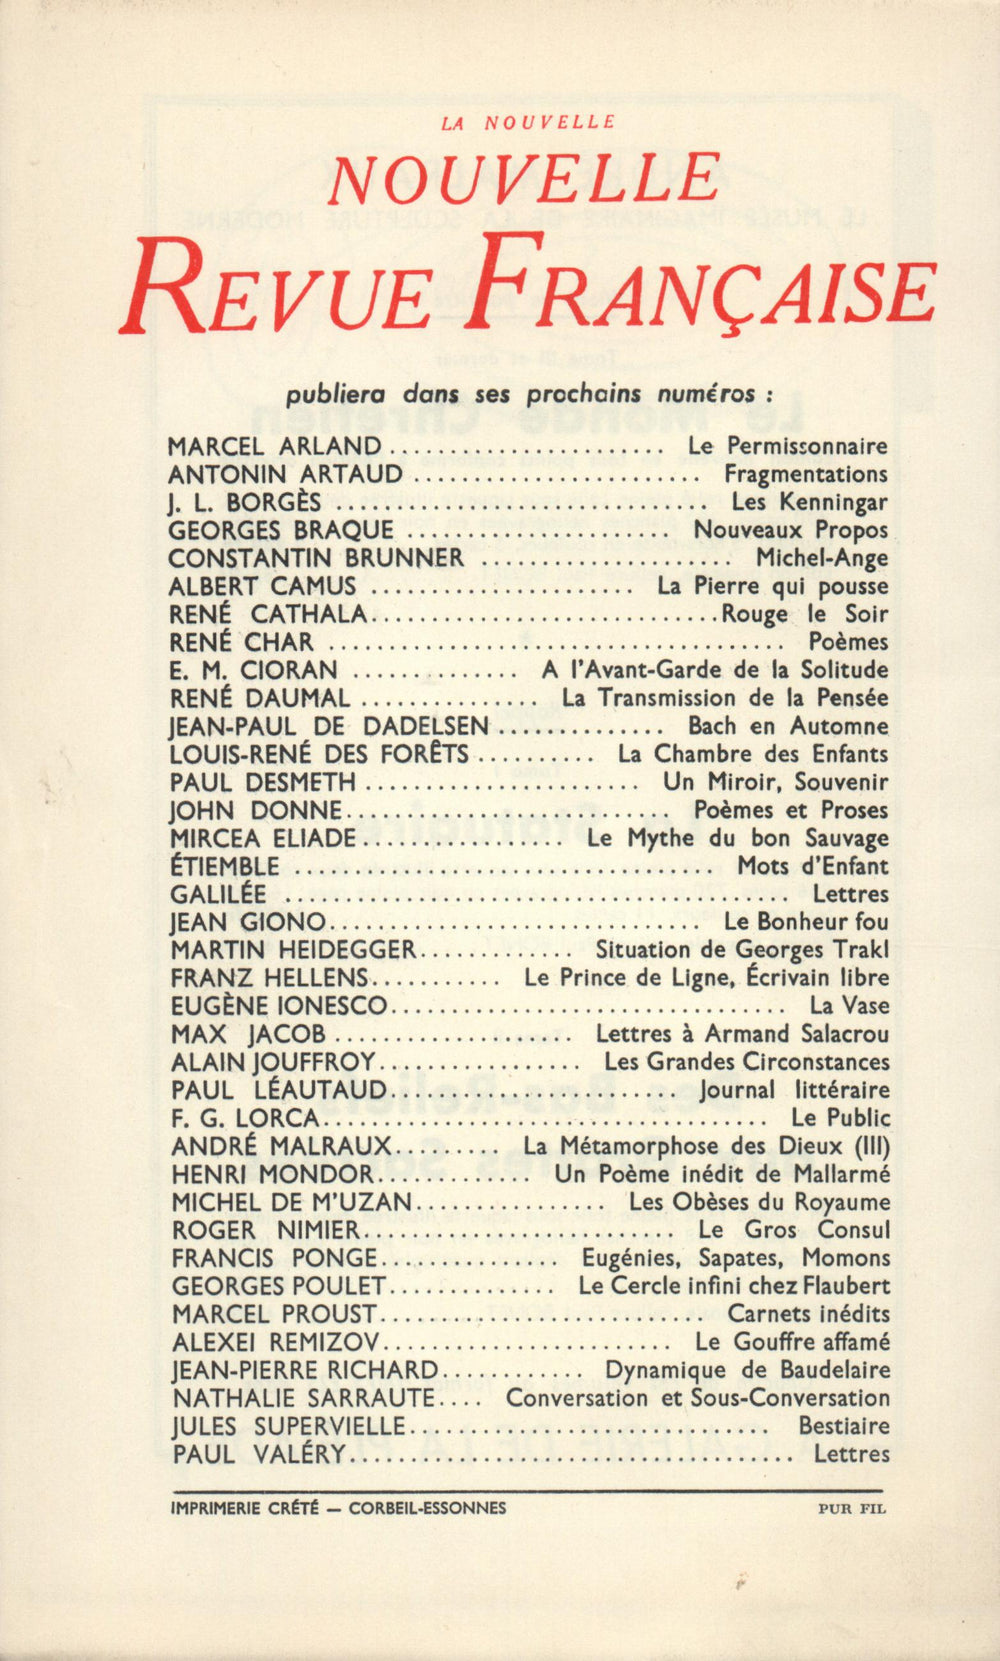 LA NOUVELLE
NOUVELLE
REVUE FRANÇAISE
publiera dans ses prochains numéros :
MARCEL ARLAND ........................ Le Permissonnaire
ANTONIN ARTAUD ......................... Fragmentations
J. L. BORGÈS ................................. Les Kenningar
GEORGES BRAQUE ....................... Nouveaux Propos
CONSTANTIN BRUNNER ...................... Michel-Ange
ALBERT CAMUS ....................... La Pierre qui pousse
RENÉ CATHALA............................... Rouge le Soir
RENÉ CHAR ........................................ Poèmes
E. M. CIORAN ............... A l'Avant-Garde de la Solitude
RENÉ DAUMAL ................ La Transmission de la Pensée
JEAN-PAUL DE DADELSEN ............... Bach en Automne
LOUIS-RENÉ DES FORÊTS .......... La Chambre des Enfants
PAUL DESMETH ........................ Un Miroir, Souvenir
JOHN DONNE............................. Poèmes et Proses
MIRCEA ELIADE.................. Le Mythe du bon Sauvage
ÉTIEMBLE ..................................... Mots d'Enfant
GALILÉE ............................................ Lettres
JEAN GIONO................................. Le Bonheur fou
MARTIN HEIDEGGER.............. Situation de Georges Trakl
FRANZ HELLENS............ Le Prince de Ligne, Écrivain libre
EUGÈNE IONESCO................................... La Vase
MAX JACOB ..................... Lettres à Armand Salacrou
ALAIN JOUFFROY.................. Les Grandes Circonstances
PAUL LÉAUTAUD.......................... Journal littéraire
F. G. LORCA........................................ Le Public
ANDRÉ MALRAUX......... La Métamorphose des Dieux (III)
HENRI MONDOR.............. Un Poème inédit de Mallarmé
MICHEL DE M'UZAN................. Les Obèses du Royaume
ROGER NIMIER........................... Le Gros Consul
FRANCIS PONGE................ Eugénies, Sapates, Momons
GEORGES POULET............... Le Cercle infini chez Flaubert
MARCEL PROUST............................. Carnets inédits
ALEXEI REMIZOV.......................... Le Gouffre affamé
JEAN-PIERRE RICHARD............. Dynamique de Baudelaire
NATHALIE SARRAUTE.... Conversation et Sous-Conversation
JULES SUPERVIELLE................................ Bestiaire
PAUL VALÉRY....................................... Lettres
IMPRIMERIE CRÉTÉ — CORBEIL-ESSONNES PUR FIL